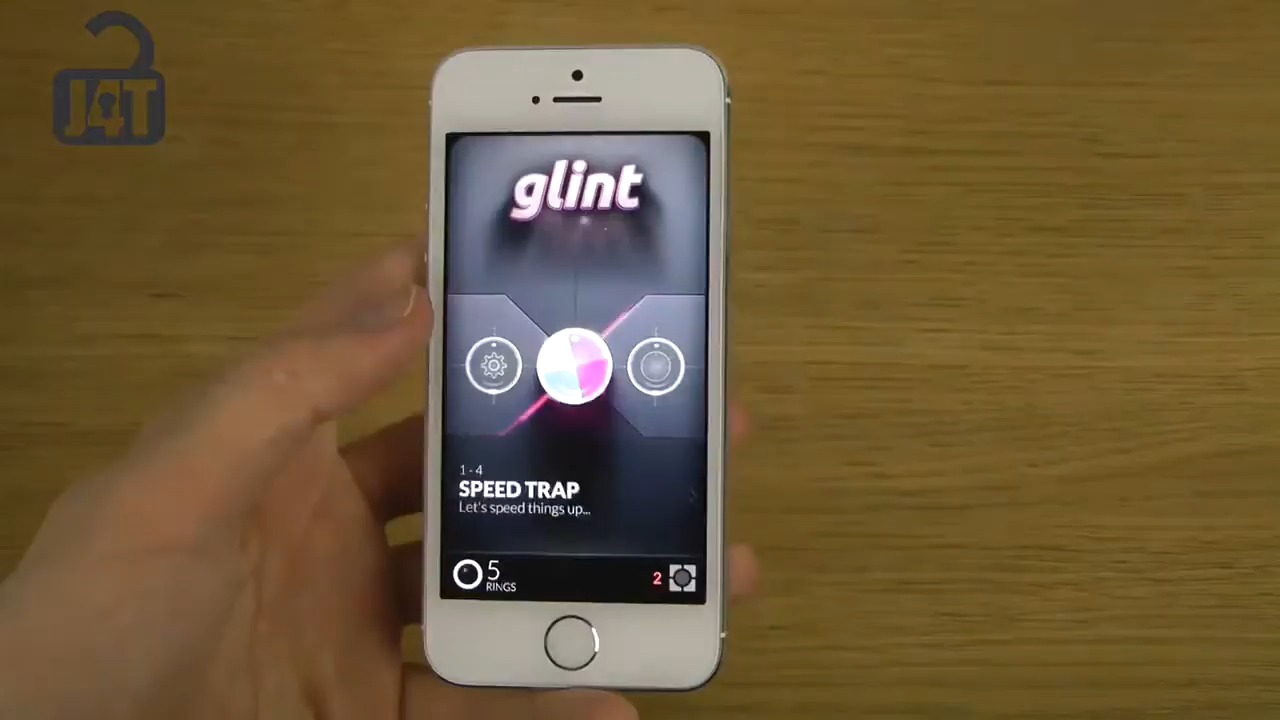 J4T
glint
1 - 4
SPEED TRAP
Let's speed things up...
5
RINGS
2